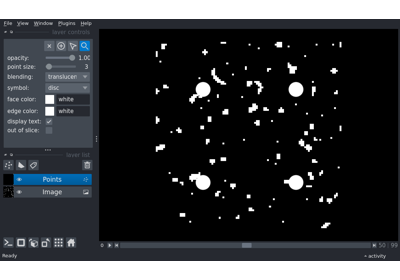 File View Window Plugins Help
layer controls
opacity: 1.00
point size: 3
blending: translucen
symbol: disc
face color: white
edge color: white
display text: ✓
out of slice:
layer list
Points
Image
0 50 99
Ready activity